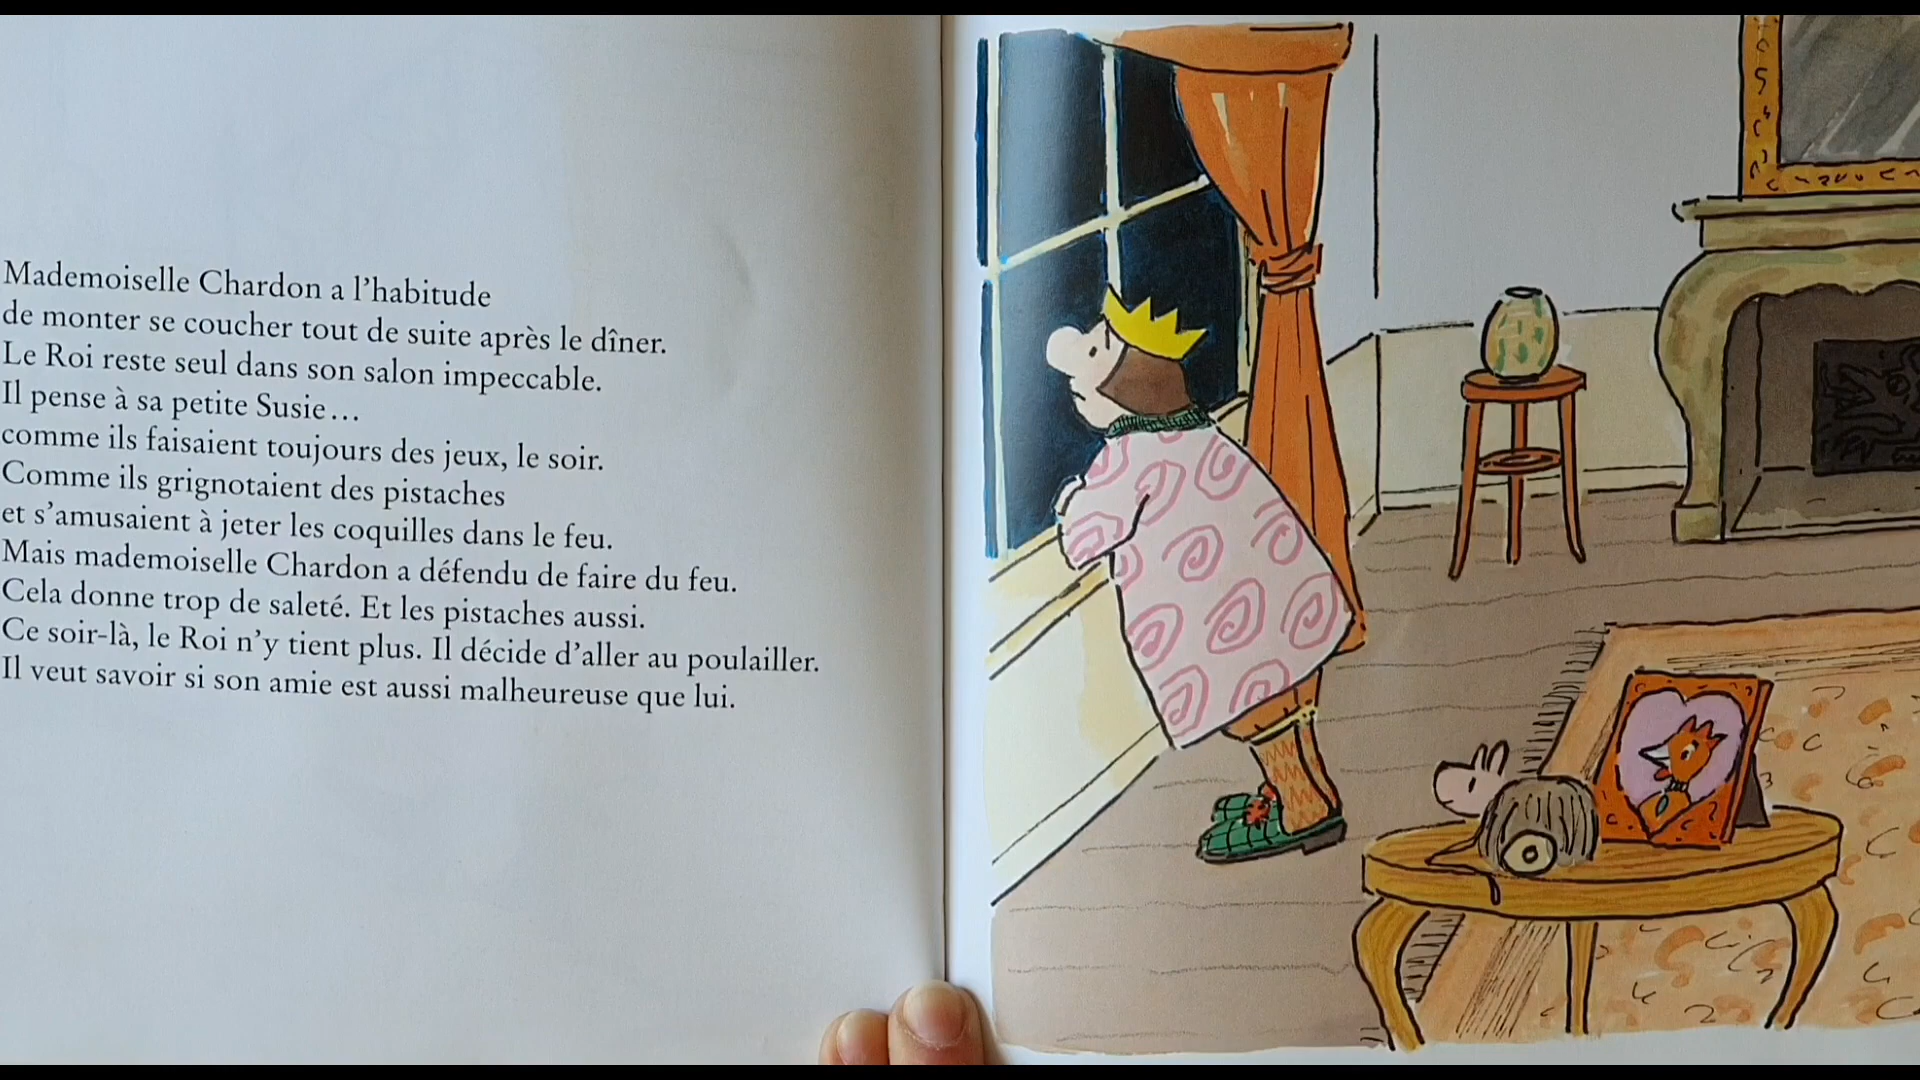 Mademoiselle Chardon a l'habitude
de monter se coucher tout de suite après le dîner.
Le Roi reste seul dans son salon impeccable.
Il pense à sa petite Susie...
comme ils faisaient toujours des jeux, le soir.
Comme ils grignotaient des pistaches
et s'amusaient à jeter les coquilles dans le feu.
Mais mademoiselle Chardon a défendu de faire du feu.
Cela donne trop de saleté. Et les pistaches aussi.
Ce soir-là, le Roi n'y tient plus. Il décide d'aller au poulailler.
Il veut savoir si son amie est aussi malheureuse que lui.